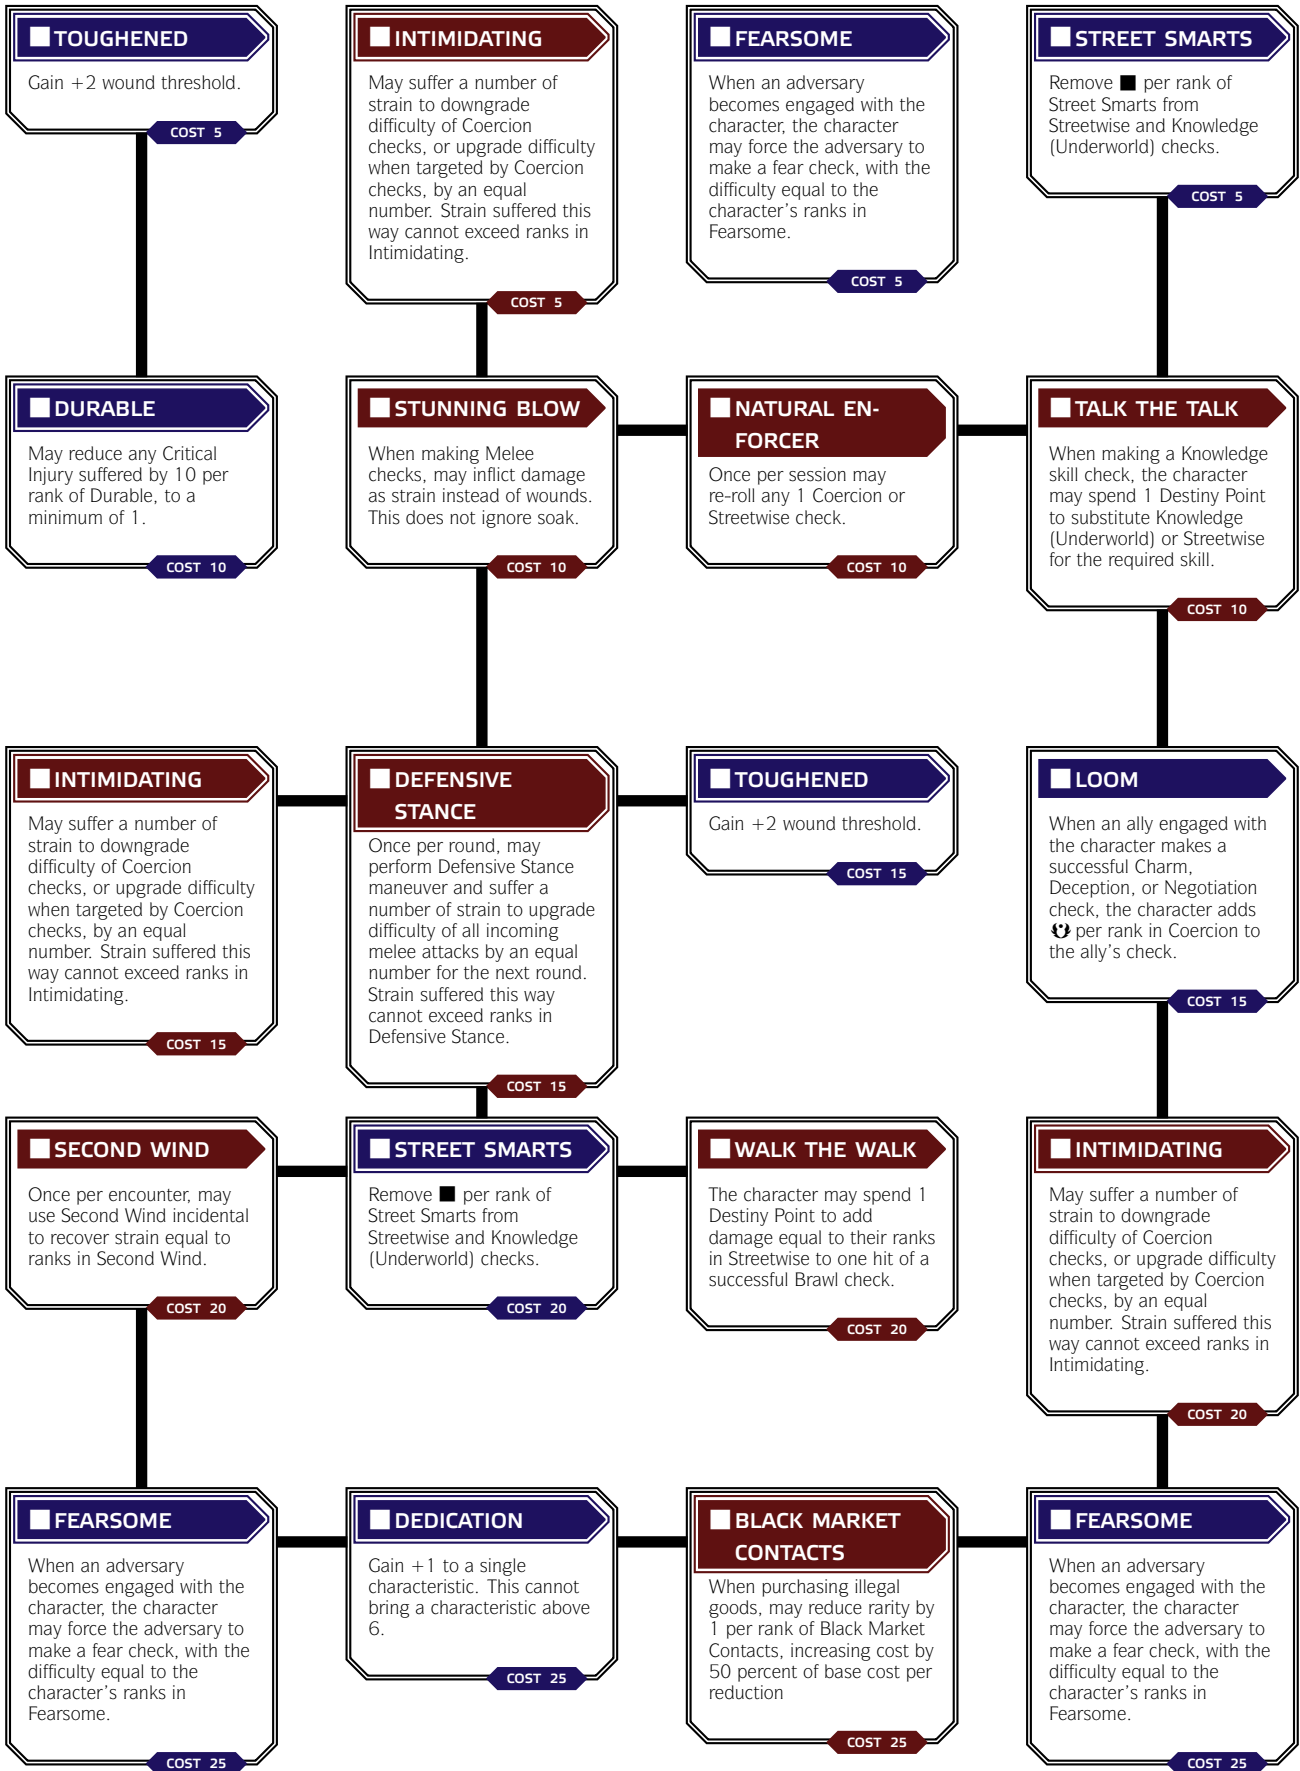 TOUGHENED
Gain +2 wound threshold.
COST 5
INTIMIDATING
May suffer a number of
strain to downgrade
difficulty of Coercion
checks, or upgrade difficulty
when targeted by Coercion
checks, by an equal
number. Strain suffered this
way cannot exceed ranks in
Intimidating.
COST 5
FEARSOME
When an adversary
becomes engaged with the
character, the character
may force the adversary to
make a fear check, with the
difficulty equal to the
character's ranks in
Fearsome.
COST 5
STREET SMARTS
Remove ■ per rank of
Street Smarts from
Streetwise and Knowledge
(Underworld) checks.
COST 5
DURABLE
May reduce any Critical
Injury suffered by 10 per
rank of Durable, to a
minimum of 1.
COST 10
STUNNING BLOW
When making Melee
checks, may inflict damage
as strain instead of wounds.
This does not ignore soak.
COST 10
NATURAL EN-
FORCER
Once per session may
re-roll any 1 Coercion or
Streetwise check.
COST 10
TALK THE TALK
When making a Knowledge
skill check, the character
may spend 1 Destiny Point
to substitute Knowledge
(Underworld) or Streetwise
for the required skill.
COST 10
INTIMIDATING
May suffer a number of
strain to downgrade
difficulty of Coercion
checks, or upgrade difficulty
when targeted by Coercion
checks, by an equal
number. Strain suffered this
way cannot exceed ranks in
Intimidating.
COST 15
DEFENSIVE
STANCE
Once per round, may
perform Defensive Stance
maneuver and suffer a
number of strain to upgrade
difficulty of all incoming
melee attacks by an equal
number for the next round.
Strain suffered this way
cannot exceed ranks in
Defensive Stance.
COST 15
TOUGHENED
Gain +2 wound threshold.
COST 15
LOOM
When an ally engaged with
the character makes a
successful Charm,
Deception, or Negotiation
check, the character adds
per rank in Coercion to
the ally's check.
COST 15
SECOND WIND
Once per encounter, may
use Second Wind incidental
to recover strain equal to
ranks in Second Wind.
COST 20
STREET SMARTS
Remove ■ per rank of
Street Smarts from
Streetwise and Knowledge
(Underworld) checks.
COST 20
WALK THE WALK
The character may spend 1
Destiny Point to add
damage equal to their ranks
in Streetwise to one hit of a
successful Brawl check.
COST 20
INTIMIDATING
May suffer a number of
strain to downgrade
difficulty of Coercion
checks, or upgrade difficulty
when targeted by Coercion
checks, by an equal
number. Strain suffered this
way cannot exceed ranks in
Intimidating.
COST 20
FEARSOME
When an adversary
becomes engaged with the
character, the character
may force the adversary to
make a fear check, with the
difficulty equal to the
character's ranks in
Fearsome.
COST 25
DEDICATION
Gain +1 to a single
characteristic. This cannot
bring a characteristic above
6.
COST 25
BLACK MARKET
CONTACTS
When purchasing illegal
goods, may reduce rarity by
1 per rank of Black Market
Contacts, increasing cost by
50 percent of base cost per
reduction
COST 25
FEARSOME
When an adversary
becomes engaged with the
character, the character
may force the adversary to
make a fear check, with the
difficulty equal to the
character's ranks in
Fearsome.
COST 25